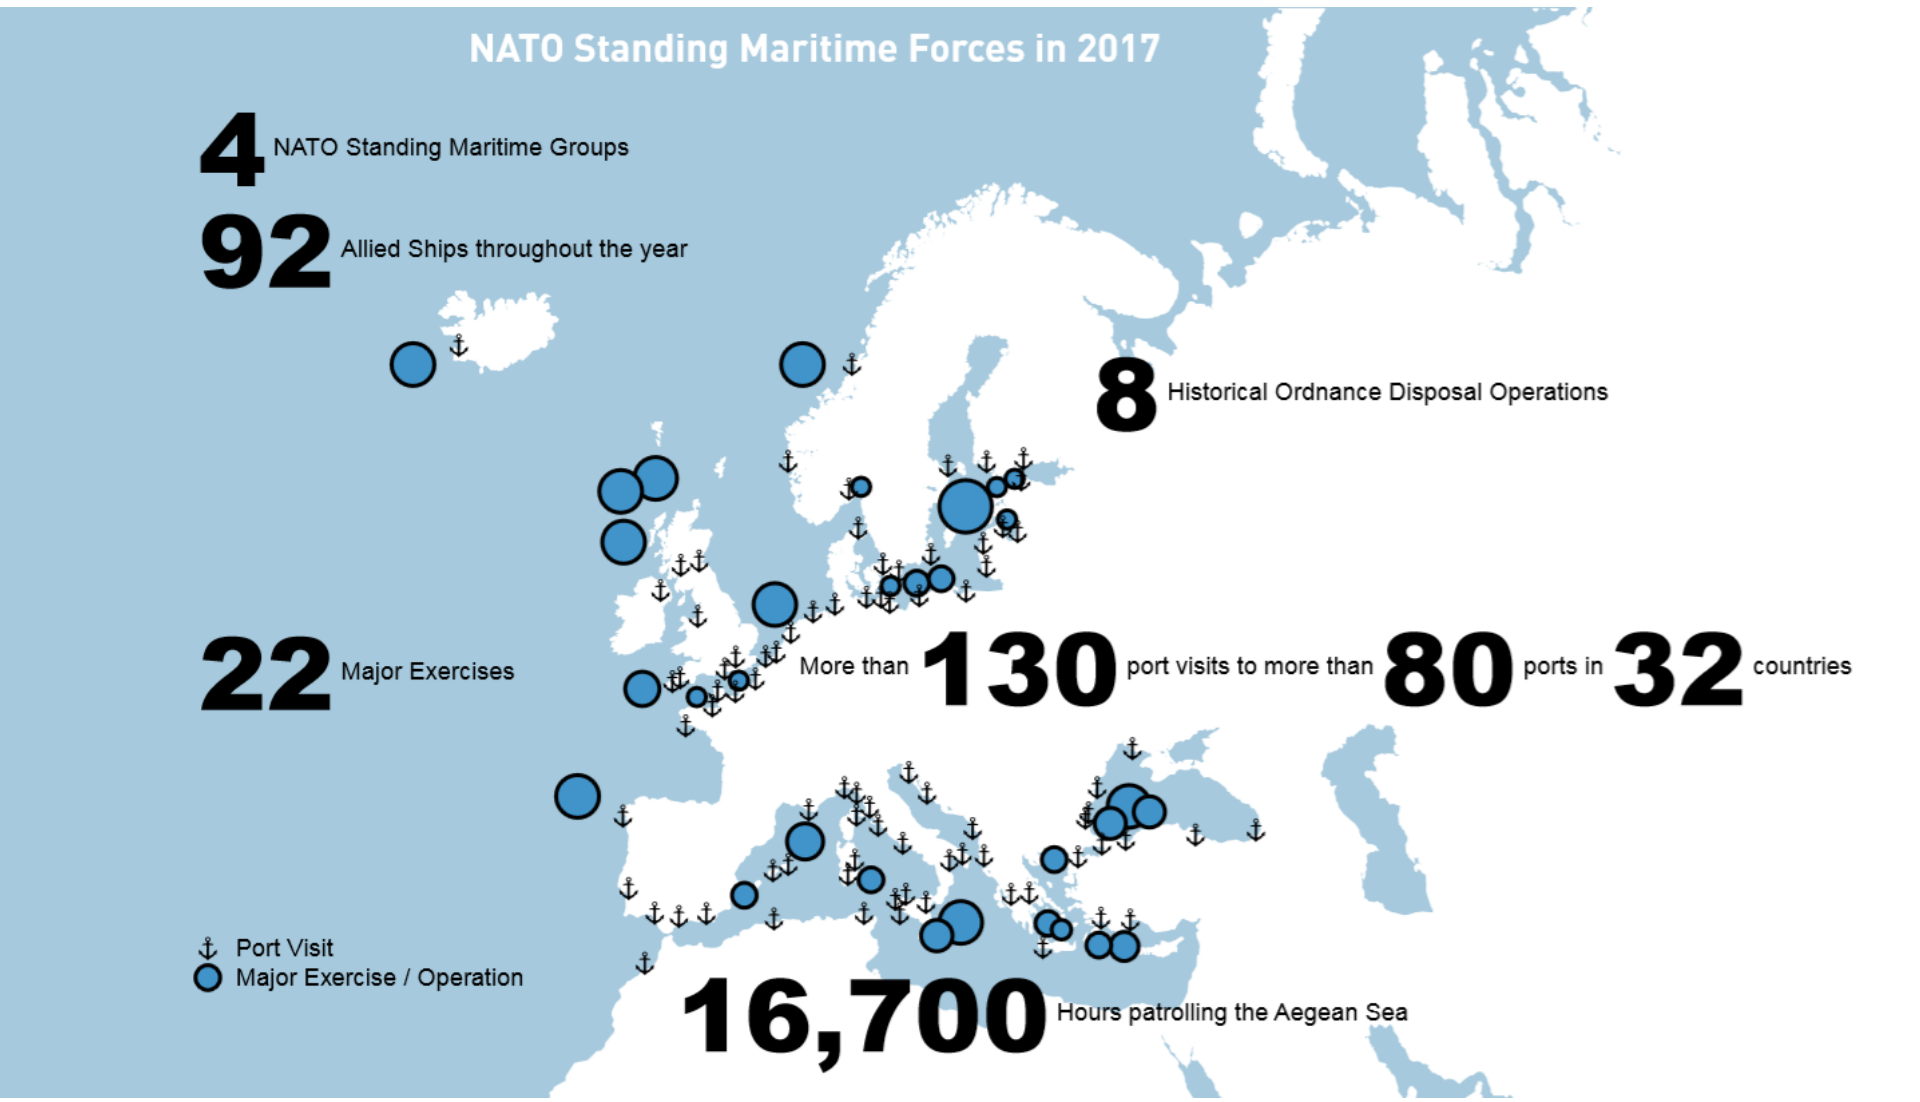 NATO Standing Maritime Forces in 2017
4 NATO Standing Maritime Groups
92 Allied Ships throughout the year
8 Historical Ordnance Disposal Operations
22 Major Exercises
More than 130 port visits to more than 80 ports in 32 countries
Port Visit
Major Exercise / Operation
16,700 Hours patrolling the Aegean Sea